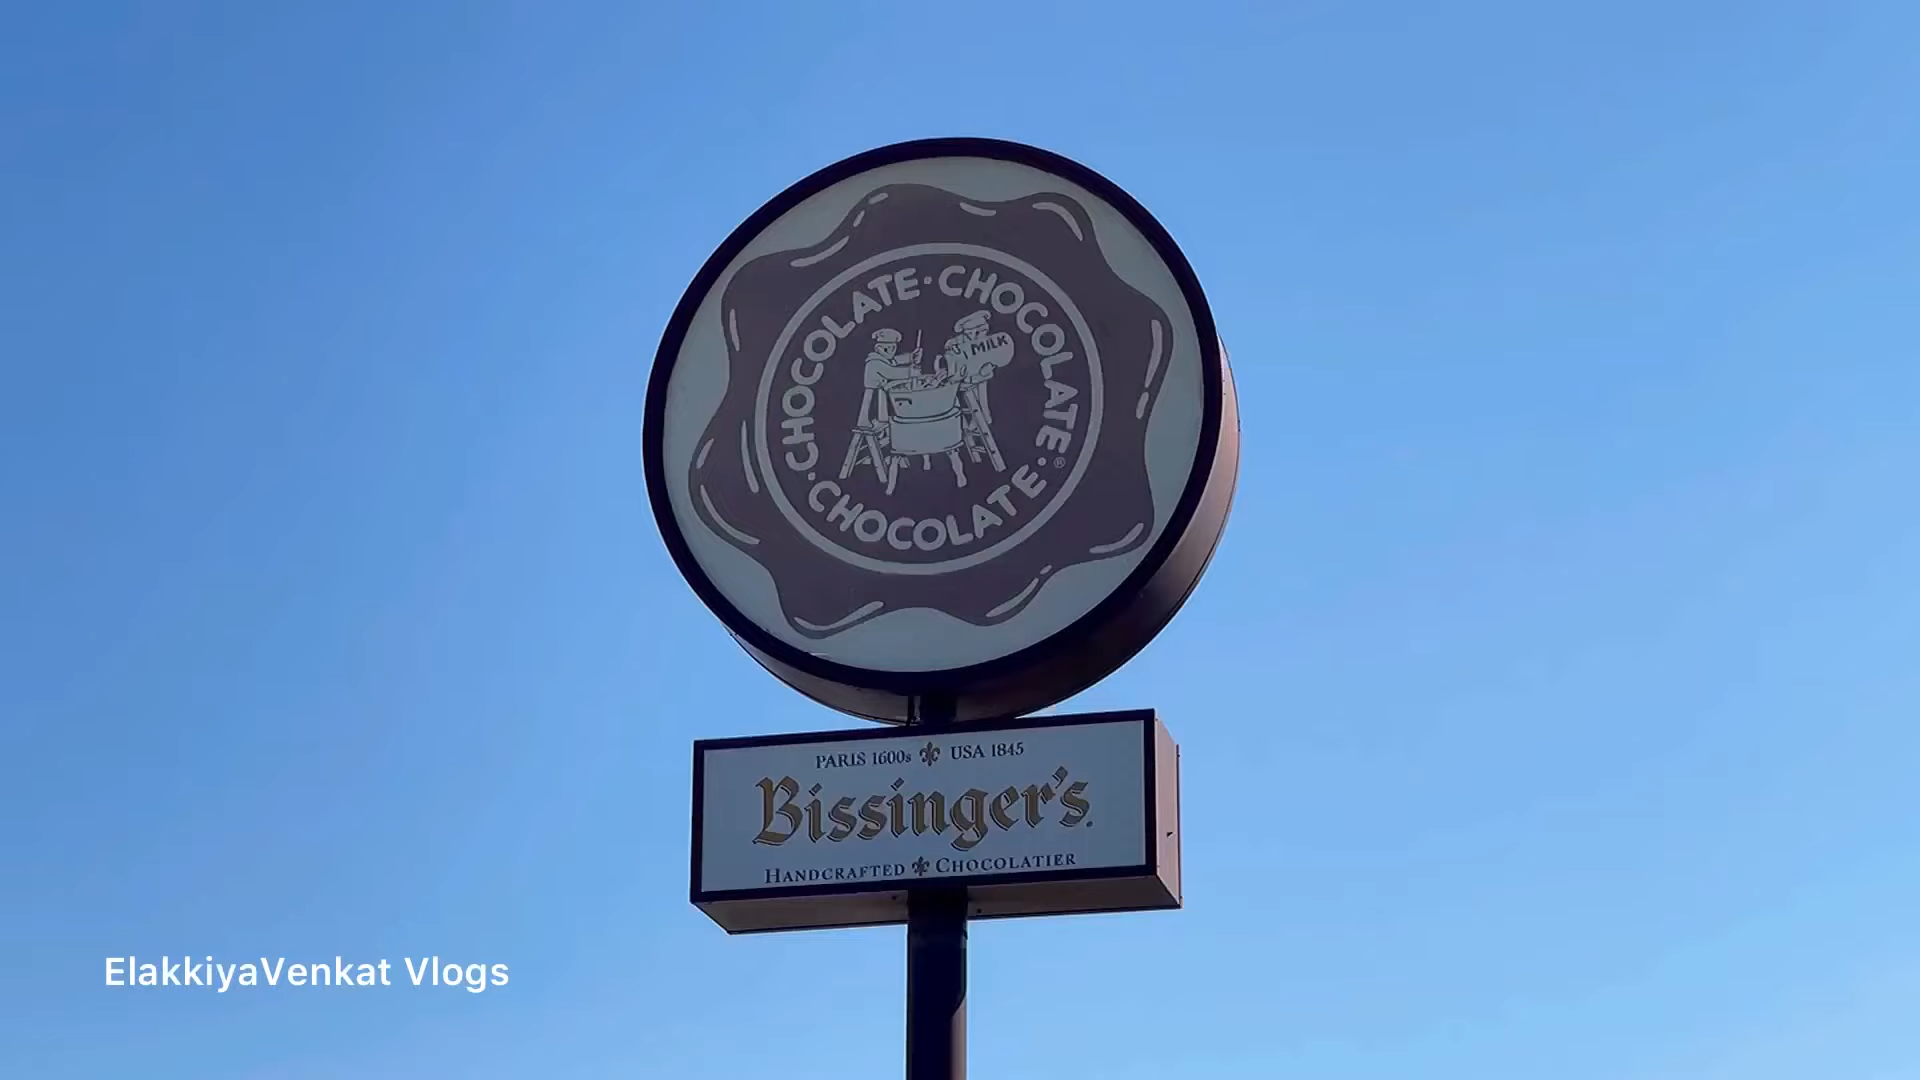 CHOCOLATE · CHOCOLATE · CHOCOLATE · ®
MILK
PARIS 1600s USA 1845
Bissinger's.
HANDCRAFTED CHOCOLATIER
ElakkiyaVenkat Vlogs